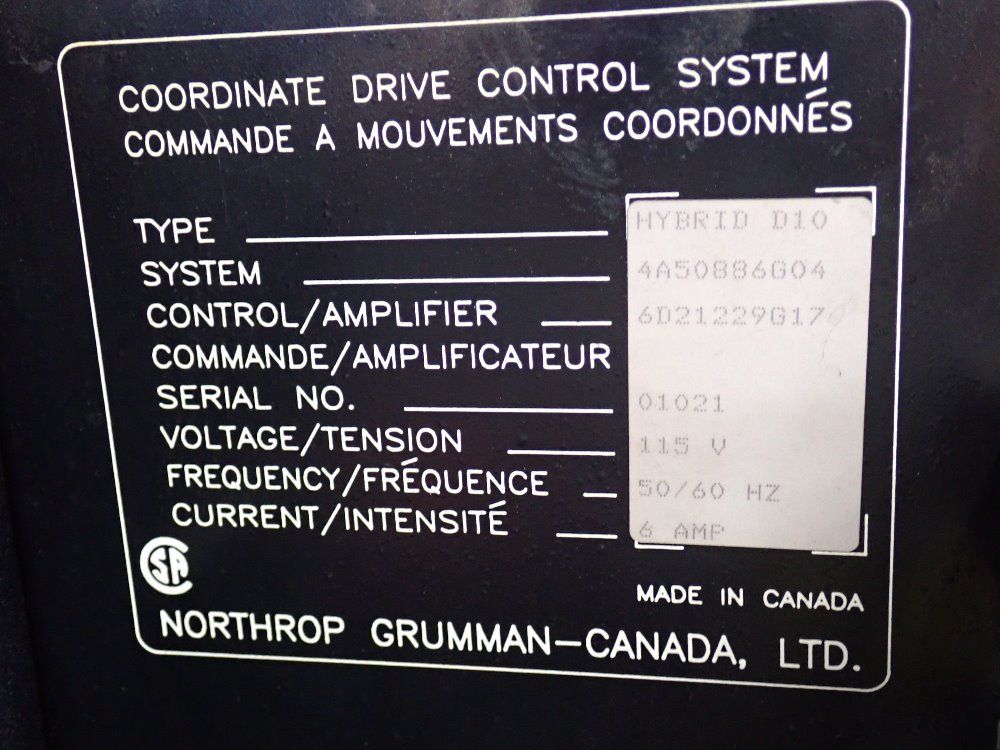 COORDINATE DRIVE CONTROL SYSTEM
COMMANDE A MOUVEMENTS COORDONNÉS
TYPE HYBRID D10
SYSTEM 4A50886G04
CONTROL/AMPLIFIER 6D21229G17
COMMANDE/AMPLIFICATEUR
SERIAL NO. 01021
VOLTAGE/TENSION 115 V
FREQUENCY/FRÉQUENCE 50/60 HZ
CURRENT/INTENSITÉ 6 AMP
SA
MADE IN CANADA
NORTHROP GRUMMAN-CANADA, LTD.